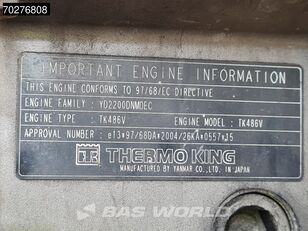 70276808
IMPORTANT ENGINE INFORMATION
THIS ENGINE CONFORMS TO 97/68/EC DIRECTIVE
ENGINE FAMILY : YD2200DNMDEC
ENGINE TYPE : TK486V ENGINE MODEL : TK486V
APPROVAL NUMBER : e13*97/68DA*2004/26KA*0557*J5
THERMO KING
MANUFACTURED BY YANMAR CO., LTD. IN JAPAN
BAS WORLD